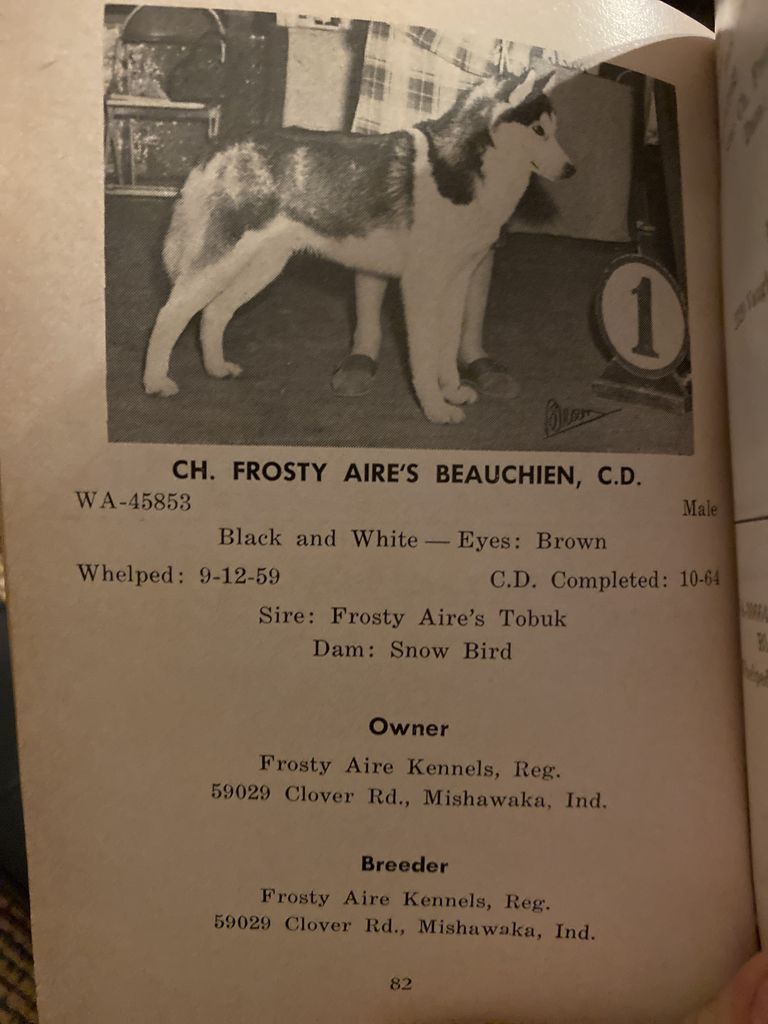 1
CH. FROSTY AIRE'S BEAUCHIEN, C.D.
WA-45853 Male
Black and White — Eyes: Brown
Whelped: 9-12-59 C.D. Completed: 10-64
Sire: Frosty Aire's Tobuk
Dam: Snow Bird
Owner
Frosty Aire Kennels, Reg.
59029 Clover Rd., Mishawaka, Ind.
Breeder
Frosty Aire Kennels, Reg.
59029 Clover Rd., Mishawaka, Ind.
82